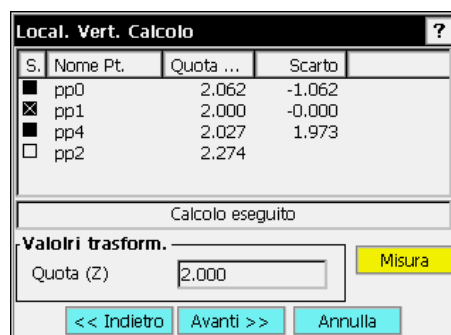 Local. Vert. Calcolo ?
S. Nome Pt. Quota ... Scarto
pp0 2.062 -1.062
pp1 2.000 -0.000
pp4 2.027 1.973
pp2 2.274
Calcolo eseguito
Valolri trasform.
Quota (Z) 2.000
Misura
<< Indietro Avanti >> Annulla